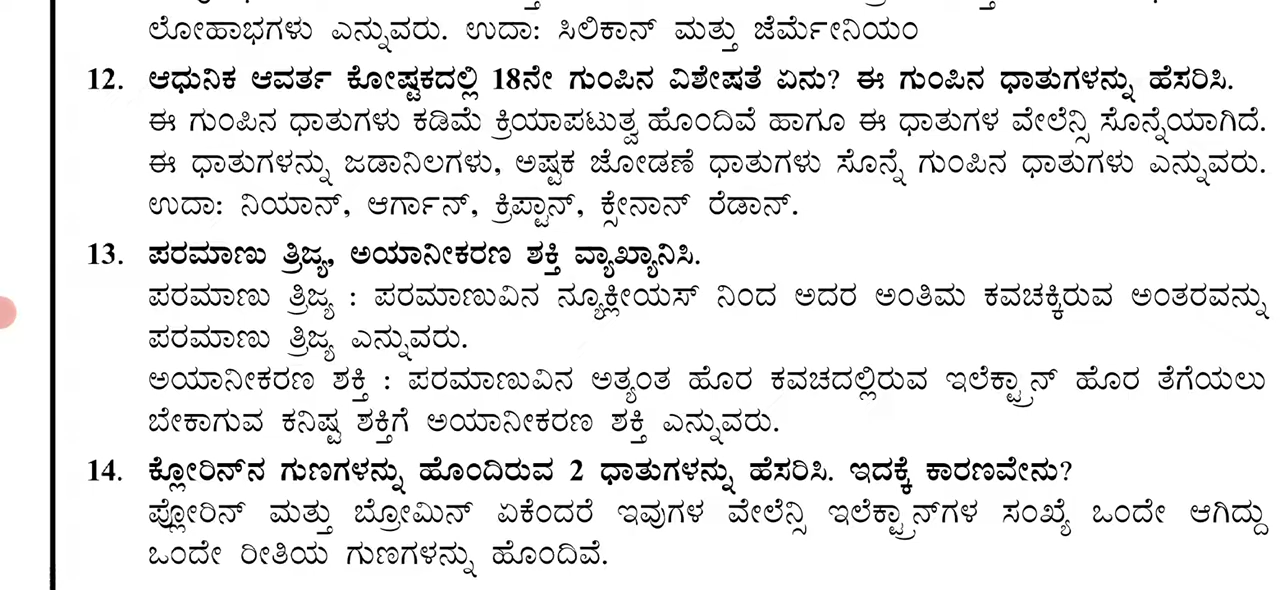 ಲೋಹಾಭಗಳು ಎನ್ನುವರು. ಉದಾ: ಸಿಲಿಕಾನ್ ಮತ್ತು ಜೆರ್ಮೇನಿಯಂ
12. ಆಧುನಿಕ ಆವರ್ತ ಕೋಷ್ಟಕದಲ್ಲಿ 18ನೇ ಗುಂಪಿನ ವಿಶೇಷತೆ ಏನು? ಈ ಗುಂಪಿನ ಧಾತುಗಳನ್ನು ಹೆಸರಿಸಿ.
ಈ ಗುಂಪಿನ ಧಾತುಗಳು ಕಡಿಮೆ ಕ್ರಿಯಾಪಟುತ್ವ ಹೊಂದಿವೆ ಹಾಗೂ ಈ ಧಾತುಗಳ ವೇಲೆನ್ಸಿ ಸೊನ್ನೆಯಾಗಿದೆ.
ಈ ಧಾತುಗಳನ್ನು ಜಡಾನಿಲಗಳು, ಅಷ್ಟಕ ಜೋಡಣೆ ಧಾತುಗಳು ಸೊನ್ನೆ ಗುಂಪಿನ ಧಾತುಗಳು ಎನ್ನುವರು.
ಉದಾ: ನಿಯಾನ್, ಆರ್ಗಾನ್, ಕ್ರಿಪ್ಟಾನ್, ಕ್ಸೇನಾನ್ ರೆಡಾನ್.
13. ಪರಮಾಣು ತ್ರಿಜ್ಯ, ಅಯಾನೀಕರಣ ಶಕ್ತಿ ವ್ಯಾಖ್ಯಾನಿಸಿ.
ಪರಮಾಣು ತ್ರಿಜ್ಯ : ಪರಮಾಣುವಿನ ನ್ಯೂಕ್ಲೀಯಸ್ ನಿಂದ ಅದರ ಅಂತಿಮ ಕವಚಕ್ಕಿರುವ ಅಂತರವನ್ನು
ಪರಮಾಣು ತ್ರಿಜ್ಯ ಎನ್ನುವರು.
ಅಯಾನೀಕರಣ ಶಕ್ತಿ : ಪರಮಾಣುವಿನ ಅತ್ಯಂತ ಹೊರ ಕವಚದಲ್ಲಿರುವ ಇಲೆಕ್ಟ್ರಾನ್ ಹೊರ ತೆಗೆಯಲು
ಬೇಕಾಗುವ ಕನಿಷ್ಟ ಶಕ್ತಿಗೆ ಅಯಾನೀಕರಣ ಶಕ್ತಿ ಎನ್ನುವರು.
14. ಕ್ಲೋರಿನ್‌ನ ಗುಣಗಳನ್ನು ಹೊಂದಿರುವ 2 ಧಾತುಗಳನ್ನು ಹೆಸರಿಸಿ. ಇದಕ್ಕೆ ಕಾರಣವೇನು?
ಪ್ಲೋರಿನ್ ಮತ್ತು ಬ್ರೋಮಿನ್ ಏಕೆಂದರೆ ಇವುಗಳ ವೇಲೆನ್ಸಿ ಇಲೆಕ್ಟ್ರಾನ್‌ಗಳ ಸಂಖ್ಯೆ ಒಂದೇ ಆಗಿದ್ದು
ಒಂದೇ ರೀತಿಯ ಗುಣಗಳನ್ನು ಹೊಂದಿವೆ.